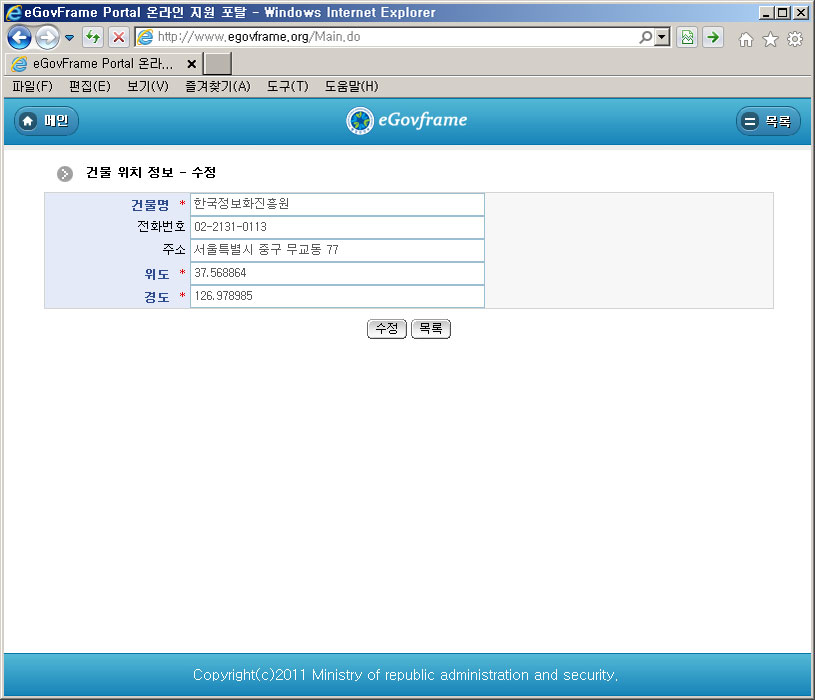 eGovFrame Portal 온라인 지원 포탈 - Windows Internet Explorer
http://www.egovframe.org/Main.do
eGovFrame Portal 온라...
파일(F) 편집(E) 보기(V) 즐겨찾기(A) 도구(T) 도움말(H)
메인 eGovframe 목록
건물 위치 정보 - 수정
건물명 * 한국정보화진흥원
전화번호 02-2131-0113
주소 서울특별시 중구 무교동 77
위도 * 37.568864
경도 * 126.978985
수정 목록
Copyright(c)2011 Ministry of republic administration and security.